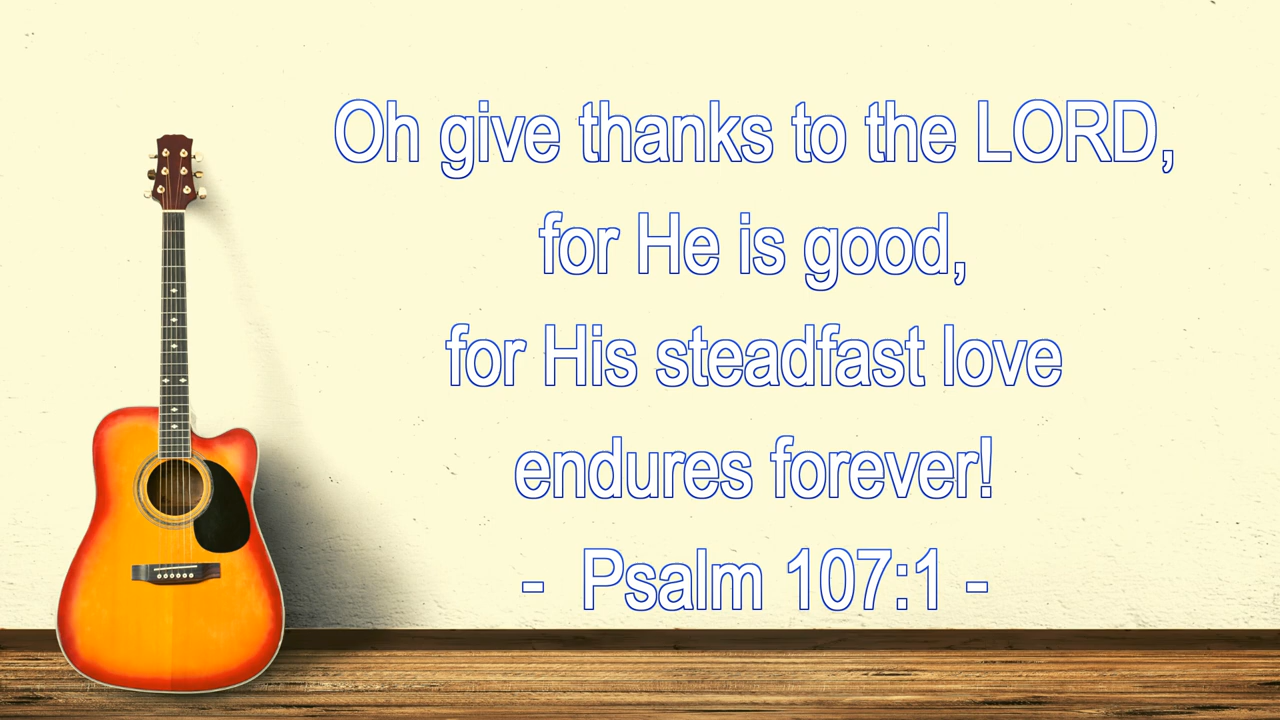 Oh give thanks to the LORD,
for He is good,
for His steadfast love
endures forever!
- Psalm 107:1 -